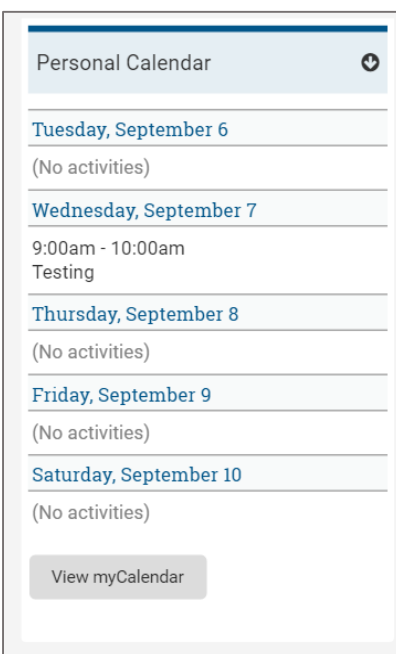 Personal Calendar
Tuesday, September 6
(No activities)
Wednesday, September 7
9:00am - 10:00am
Testing
Thursday, September 8
(No activities)
Friday, September 9
(No activities)
Saturday, September 10
(No activities)
View myCalendar